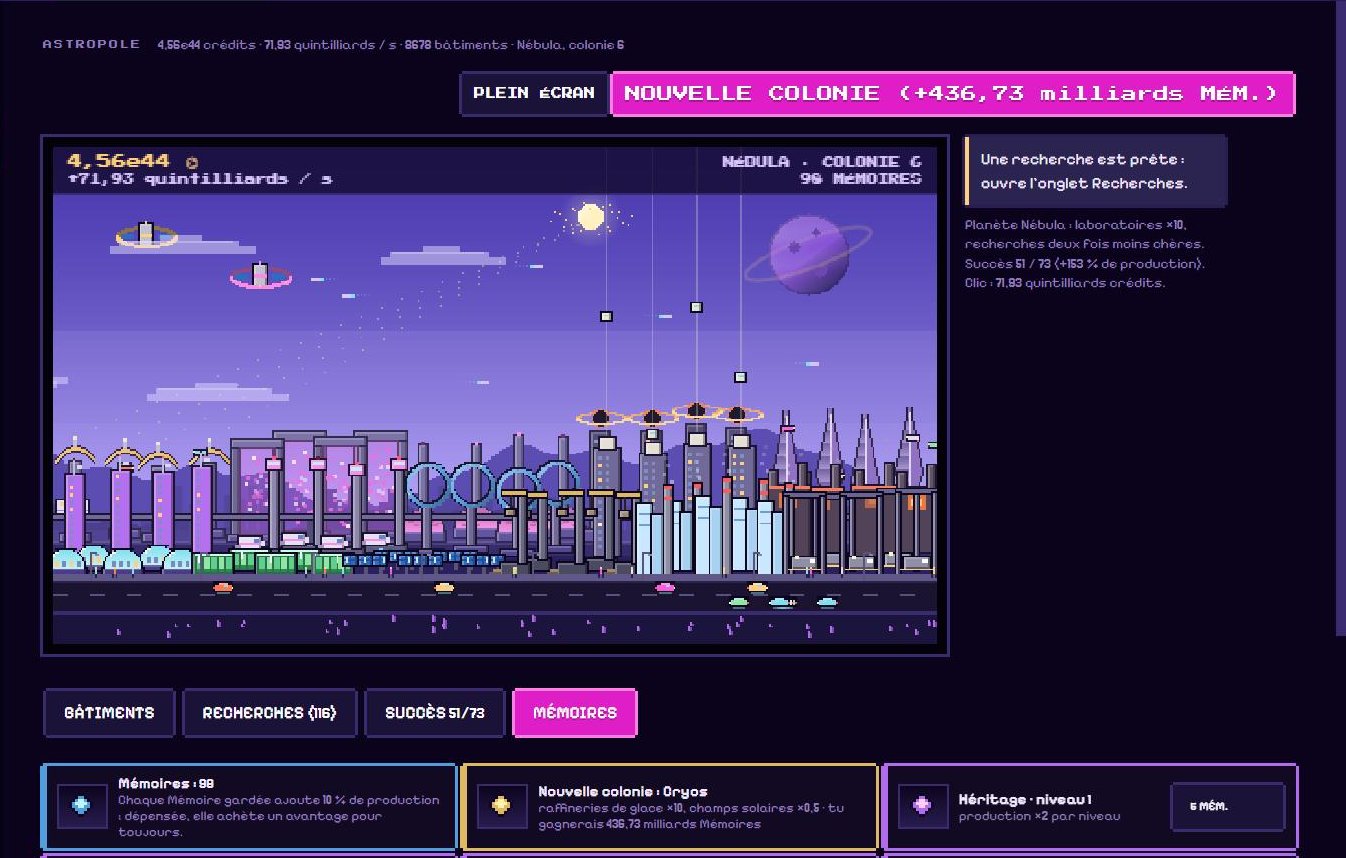 ASTROPOLE 4,56e44 crédits · 71,93 quintilliards / s · 8678 bâtiments · Nébula, colonie 6
PLEIN ÉCRAN
NOUVELLE COLONIE (+436,73 milliards MéM.)
4,56e44
+71,93 quintilliards / s
NéBULA · COLONIE 6
98 MéMOIRES
Une recherche est prête :
ouvre l'onglet Recherches.
Planète Nébula : laboratoires ×10,
recherches deux fois moins chères.
Succès 51 / 73 (+153 % de production).
Clic : 71,93 quintilliards crédits.
BÂTIMENTS
RECHERCHES (116)
SUCCÈS 51/73
MÉMOIRES
Mémoires : 98
Chaque Mémoire gardée ajoute 10 % de production
: dépensée, elle achète un avantage pour
toujours.
Nouvelle colonie : Cryos
raffineries de glace ×10, champs solaires ×0,5 · tu
gagnerais 436,73 milliards Mémoires
Héritage · niveau 1
production ×2 par niveau
5 MÉM.